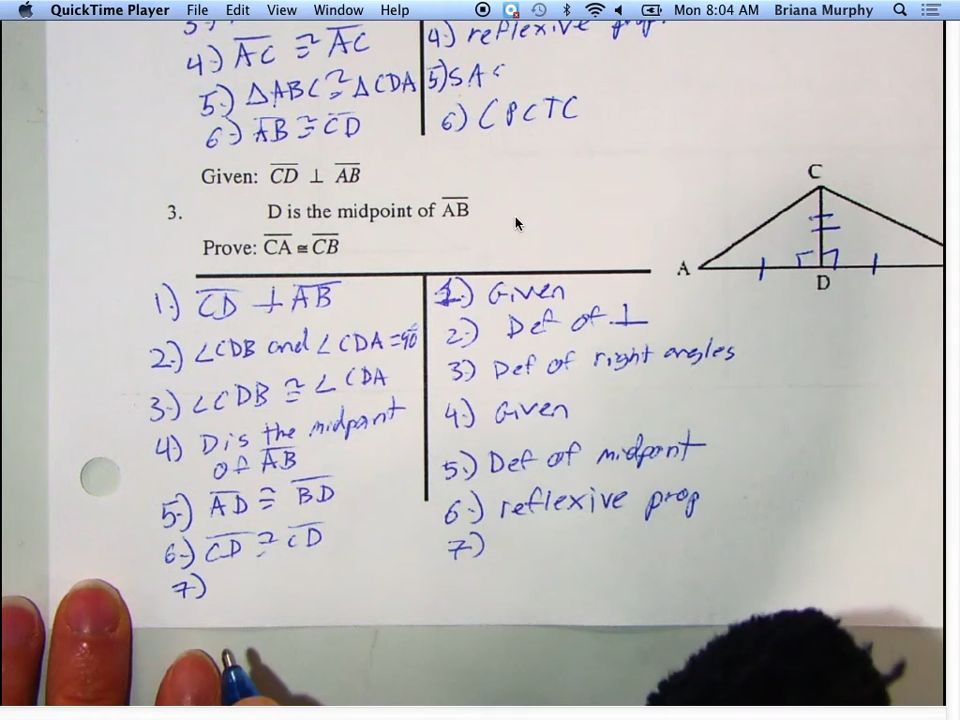 QuickTime Player File Edit View Window Help Mon 8:04 AM Briana Murphy
4.) AC ≅ AC 4.) reflexive
5.) △ABC ≅ △CDA 5) SAS
6.) AB ≅ CD 6.) CPCTC
Given: CD ⊥ AB
3. D is the midpoint of AB
Prove: CA ≅ CB
C
A
D
1.) CD ⊥ AB 1.) Given
2.) ∠CDB and ∠CDA = 90° 2.) Def of ⊥
3.) ∠CDB ≅ ∠CDA 3.) Def of right angles
4.) D is the midpoint 4.) Given
of AB
5.) AD ≅ BD 5.) Def of midpoint
6.) CD ≅ CD 6.) reflexive prop
7.) 7.)